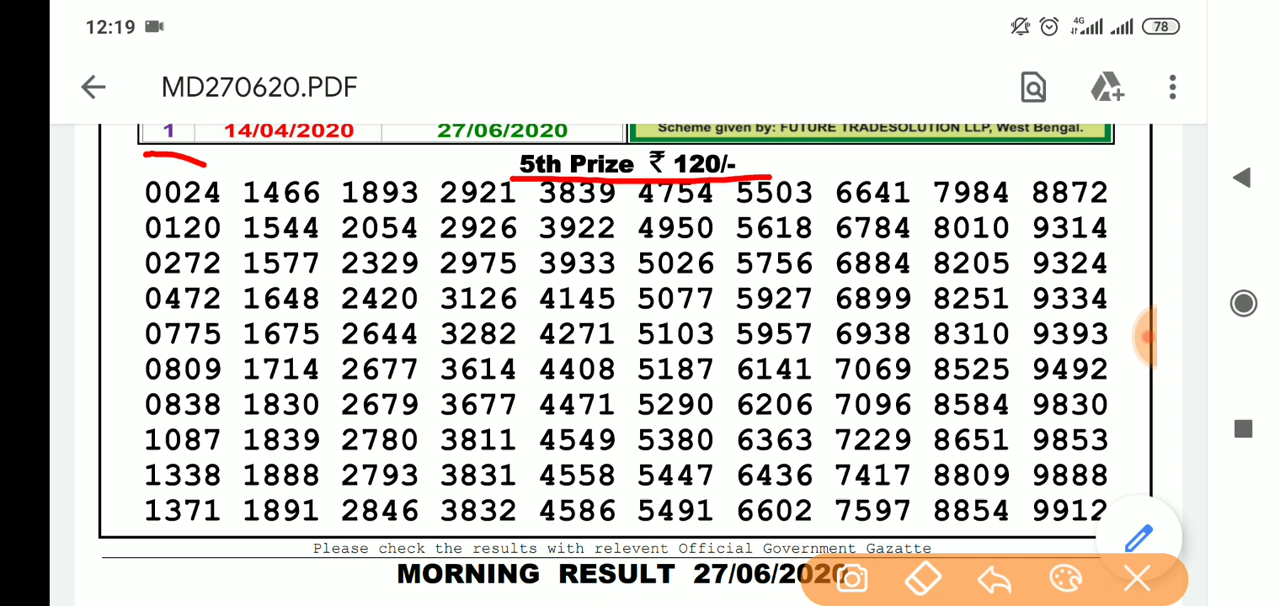 12:19 4G 78
MD270620.PDF
1 14/04/2020 27/06/2020 Scheme given by: FUTURE TRADESOLUTION LLP, West Bengal.
5th Prize ₹ 120/-
0024 1466 1893 2921 3839 4754 5503 6641 7984 8872
0120 1544 2054 2926 3922 4950 5618 6784 8010 9314
0272 1577 2329 2975 3933 5026 5756 6884 8205 9324
0472 1648 2420 3126 4145 5077 5927 6899 8251 9334
0775 1675 2644 3282 4271 5103 5957 6938 8310 9393
0809 1714 2677 3614 4408 5187 6141 7069 8525 9492
0838 1830 2679 3677 4471 5290 6206 7096 8584 9830
1087 1839 2780 3811 4549 5380 6363 7229 8651 9853
1338 1888 2793 3831 4558 5447 6436 7417 8809 9888
1371 1891 2846 3832 4586 5491 6602 7597 8854 9912
Please check the results with relevent Official Government Gazatte
MORNING RESULT 27/06/2020